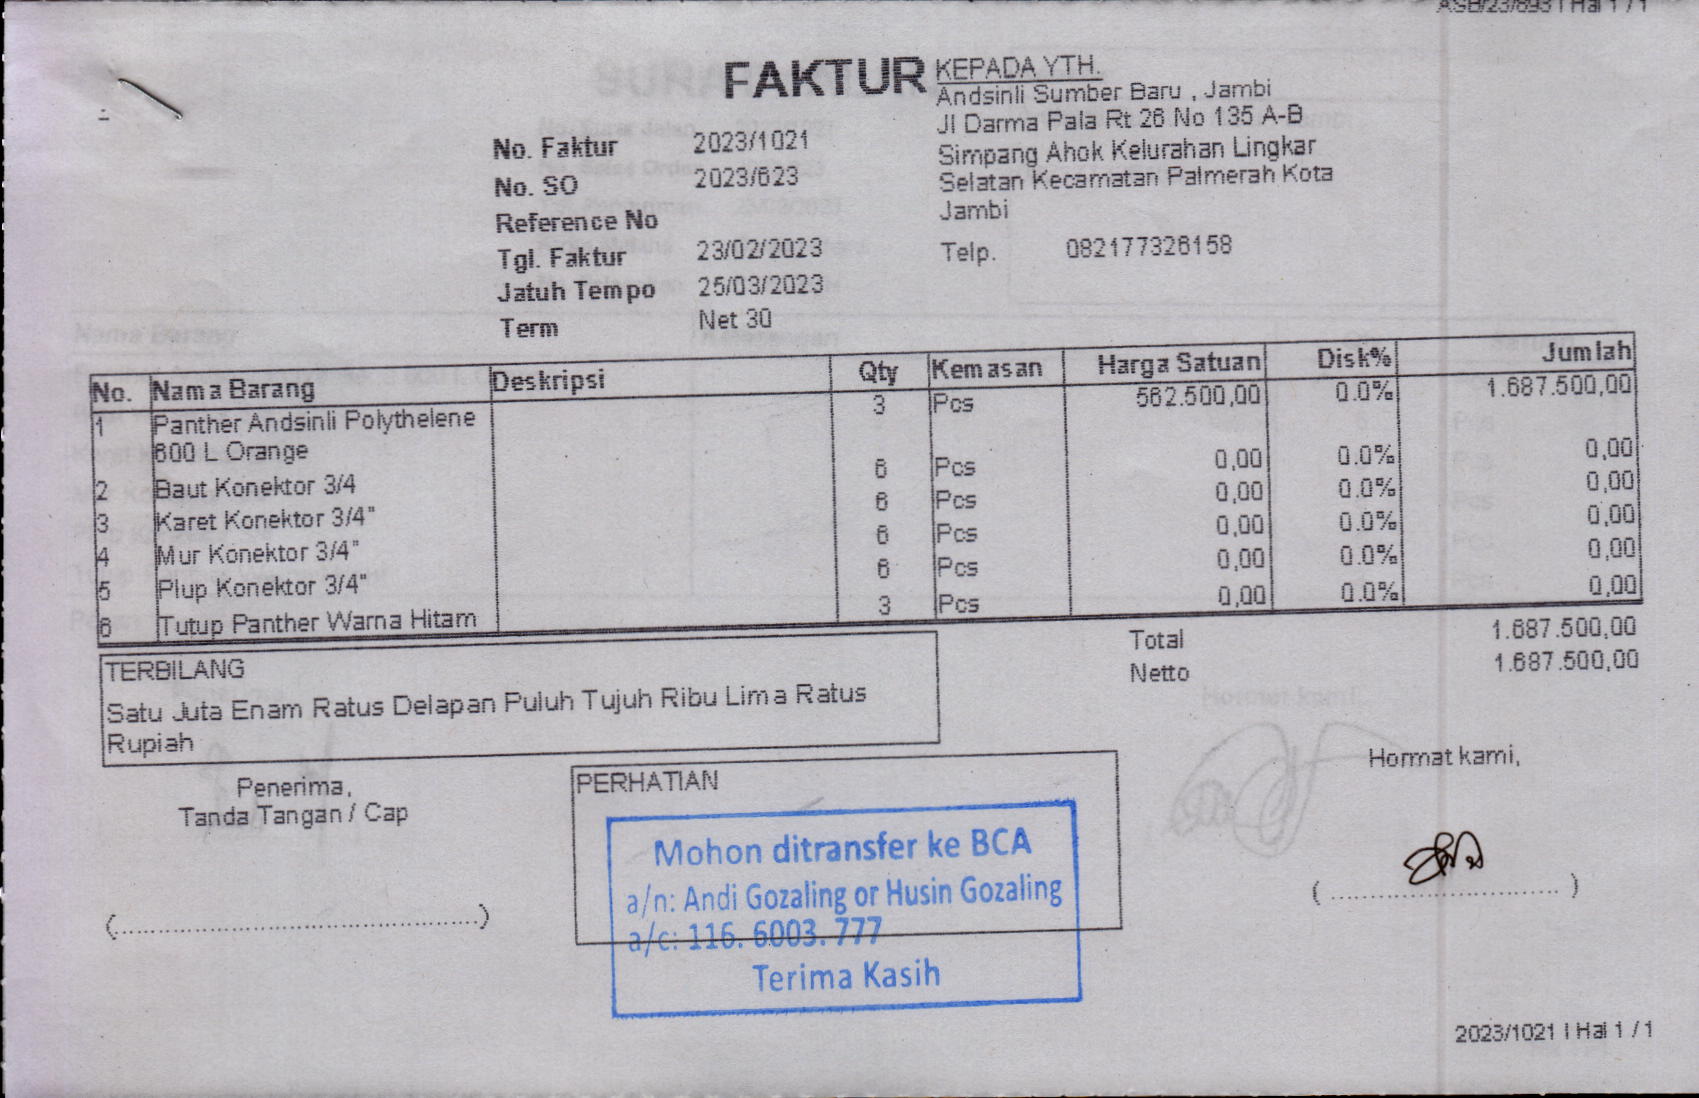 ASB/23/893 | Hal 1 / 1
FAKTUR
KEPADA YTH.
Andsinli Sumber Baru , Jambi
Jl Darma Pala Rt 26 No 135 A-B
Simpang Ahok Kelurahan Lingkar
Selatan Kecamatan Palmerah Kota
Jambi
Telp. 082177326158
No. Faktur 2023/1021
No. SO 2023/623
Reference No
Tgl. Faktur 23/02/2023
Jatuh Tempo 25/03/2023
Term Net 30
No. Nama Barang Deskripsi Qty Kemasan Harga Satuan Disk% Jumlah
1 Panther Andsinli Polythelene 3 Pcs 562.500,00 0.0% 1.687.500,00
600 L Orange
2 Baut Konektor 3/4 6 Pcs 0,00 0.0% 0,00
3 Karet Konektor 3/4" 6 Pcs 0,00 0.0% 0,00
4 Mur Konektor 3/4" 6 Pcs 0,00 0.0% 0,00
5 Plup Konektor 3/4" 6 Pcs 0,00 0.0% 0,00
6 Tutup Panther Warna Hitam 3 Pcs 0,00 0.0% 0,00
Total 1.687.500,00
Netto 1.687.500,00
TERBILANG
Satu Juta Enam Ratus Delapan Puluh Tujuh Ribu Lima Ratus
Rupiah
Penerima,
Tanda Tangan / Cap
(..............................................)
PERHATIAN
Mohon ditransfer ke BCA
a/n: Andi Gozaling or Husin Gozaling
a/c: 116. 6003. 777
Terima Kasih
Hormat kami,
( ............................. )
2023/1021 | Hal 1 / 1